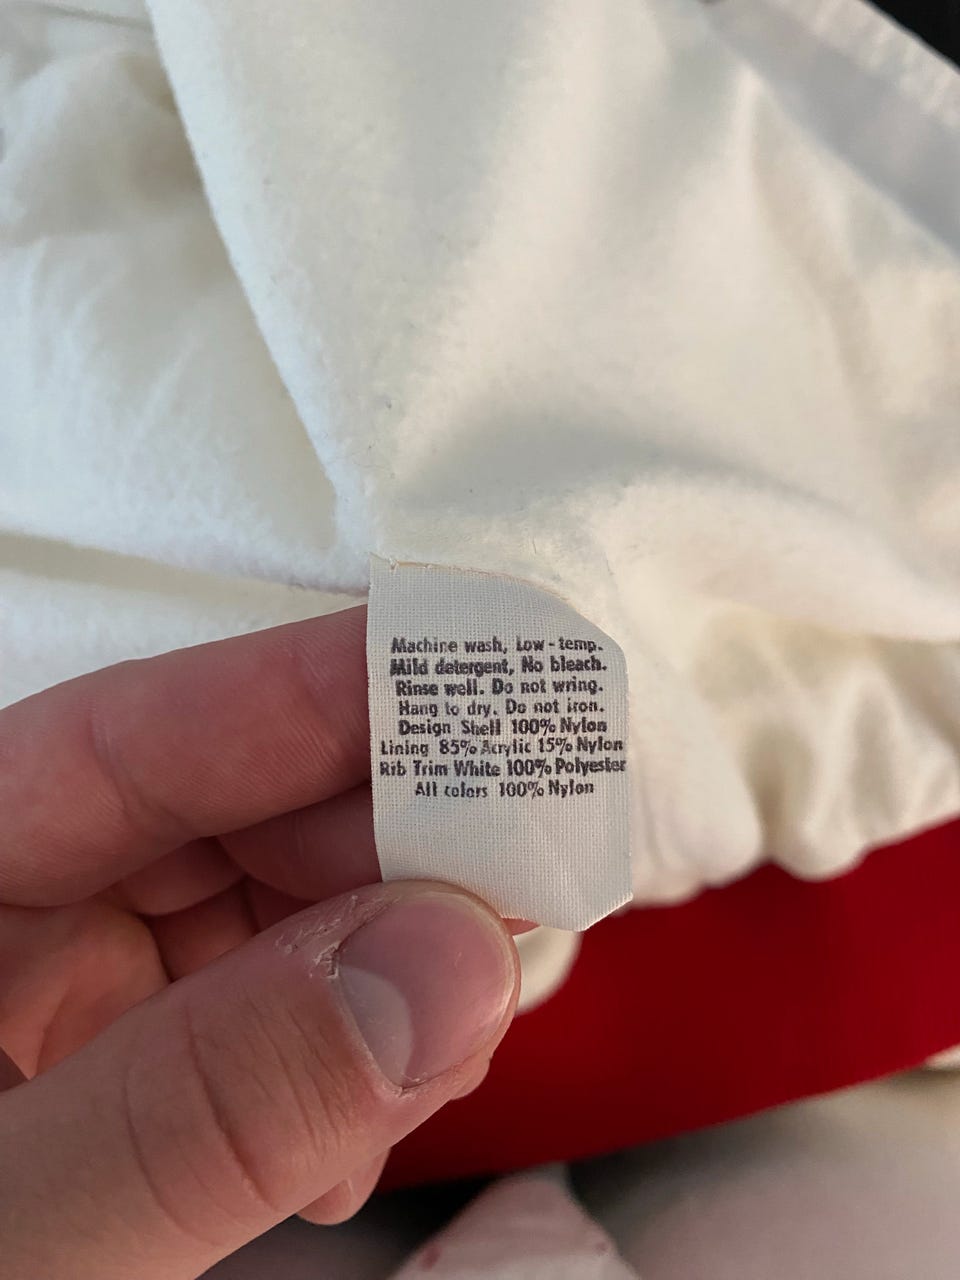 Machine wash, Low-temp.
Mild detergent, No bleach.
Rinse well. Do not wring.
Hang to dry. Do not iron.
Design Shell 100% Nylon
Lining 85% Acrylic 15% Nylon
Rib Trim White 100% Polyester
All colors 100% Nylon